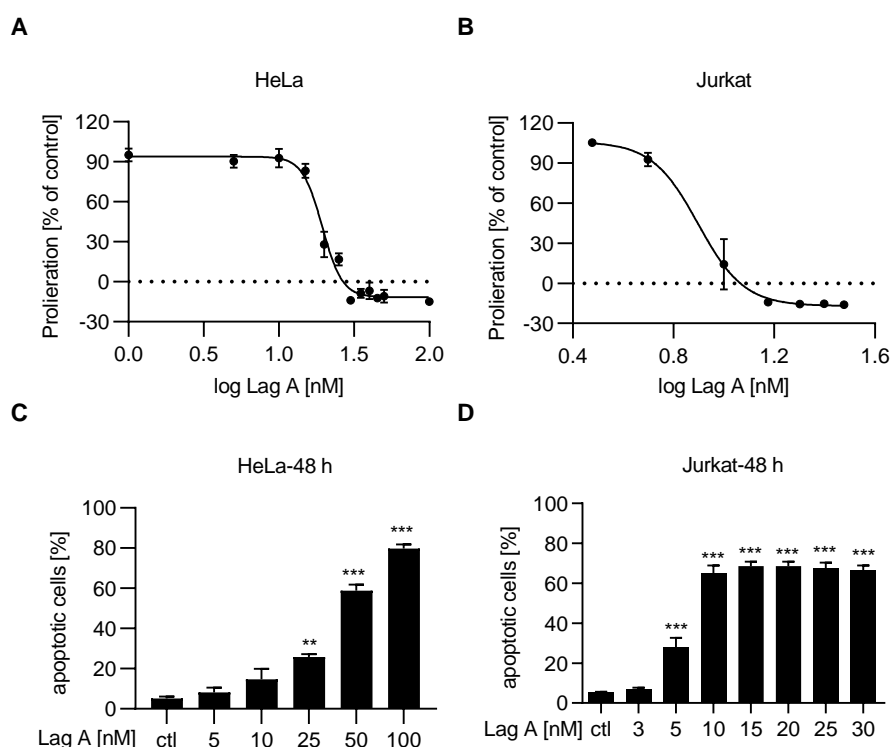 A
HeLa
Prolieration [% of control]
120
90
60
30
0
-30
0.0 0.5 1.0 1.5 2.0
log Lag A [nM]
B
Jurkat
Prolieration [% of control]
120
90
60
30
0
-30
0.4 0.8 1.2 1.6
log Lag A [nM]
C
HeLa-48 h
apoptotic cells [%]
100
80
60
40
20
0
** *** ***
Lag A [nM] ctl 5 10 25 50 100
D
Jurkat-48 h
apoptotic cells [%]
100
80
60
40
20
0
*** *** *** *** *** ***
Lag A [nM] ctl 3 5 10 15 20 25 30